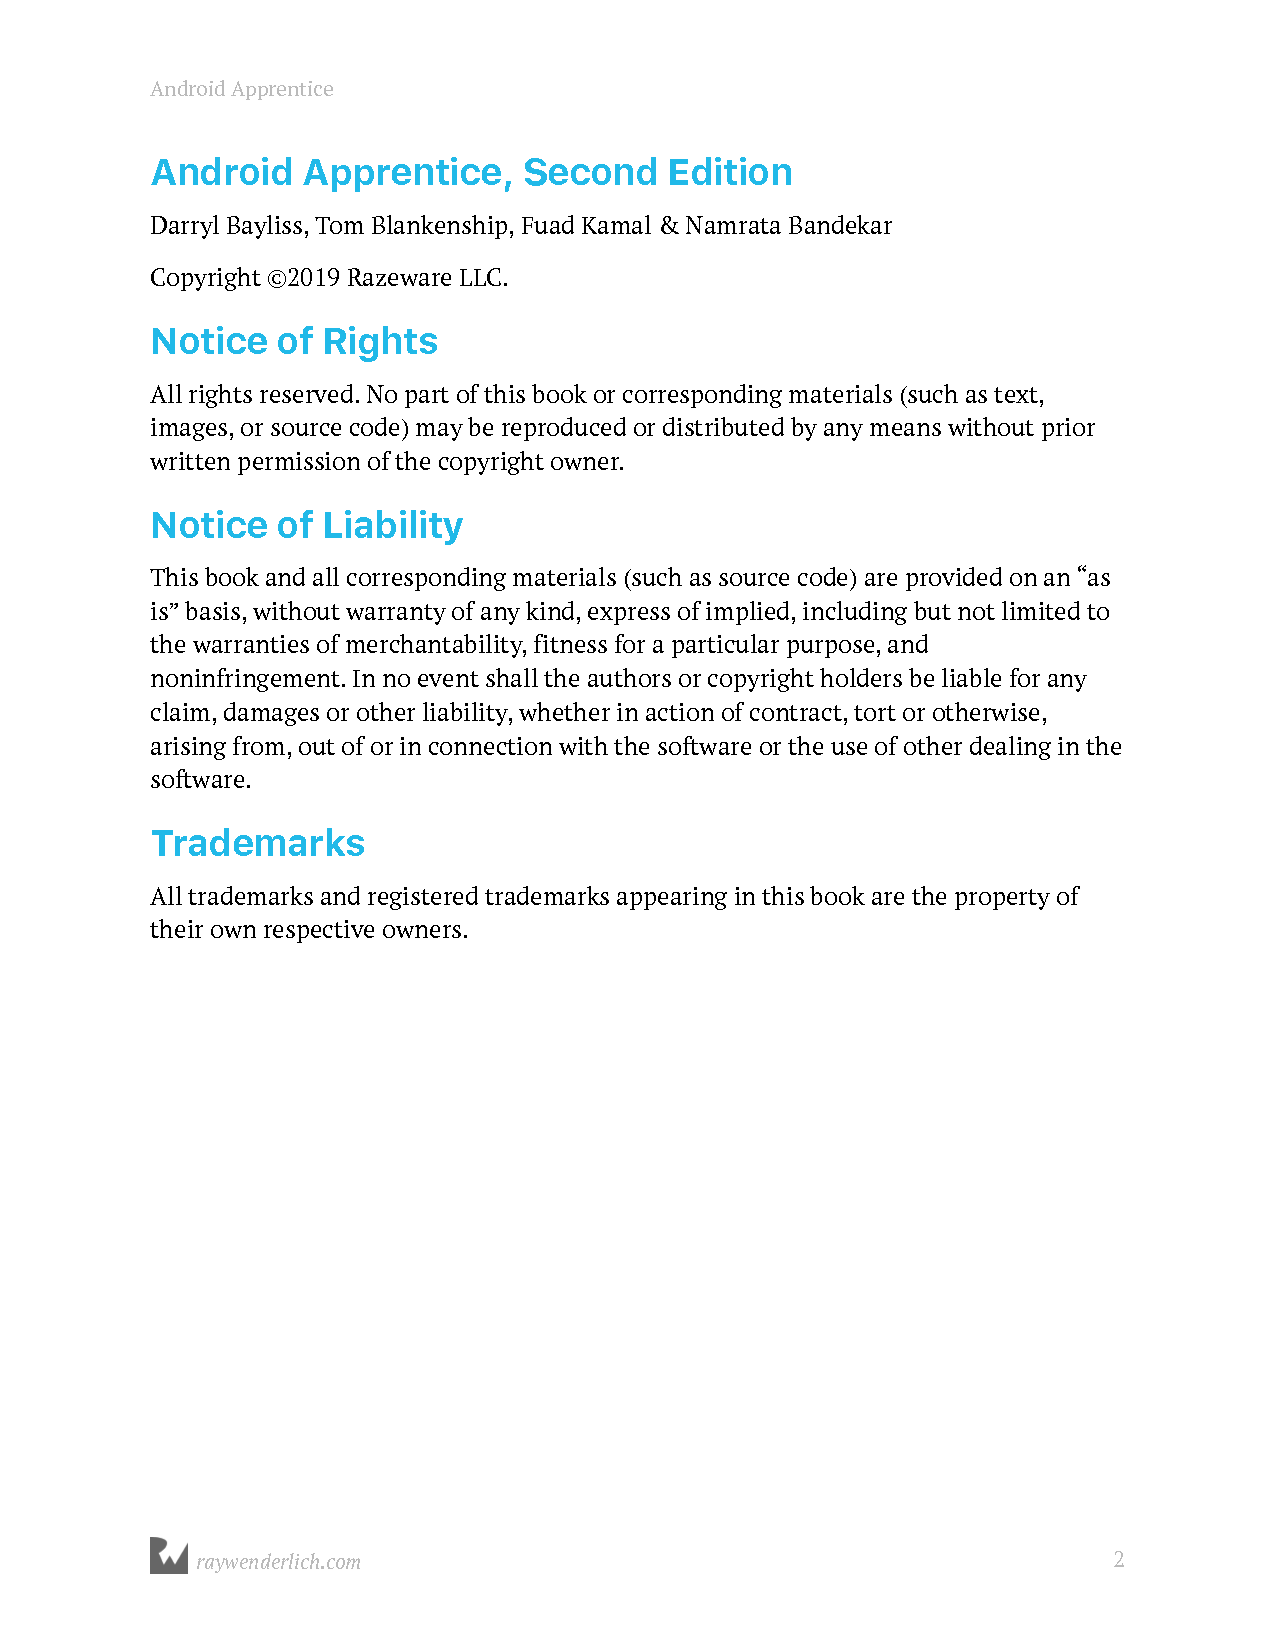 Android Apprentice
Android Apprentice, Second Edition
Darryl Bayliss, Tom Blankenship, Fuad Kamal & Namrata Bandekar
Copyright ©2019 Razeware LLC.
Notice of Rights
All rights reserved. No part of this book or corresponding materials (such as text,
images, or source code) may be reproduced or distributed by any means without prior
written permission of the copyright owner.
Notice of Liability
This book and all corresponding materials (such as source code) are provided on an “as
is” basis, without warranty of any kind, express of implied, including but not limited to
the warranties of merchantability, fitness for a particular purpose, and
noninfringement. In no event shall the authors or copyright holders be liable for any
claim, damages or other liability, whether in action of contract, tort or otherwise,
arising from, out of or in connection with the software or the use of other dealing in the
software.
Trademarks
All trademarks and registered trademarks appearing in this book are the property of
their own respective owners.
raywenderlich.com 2